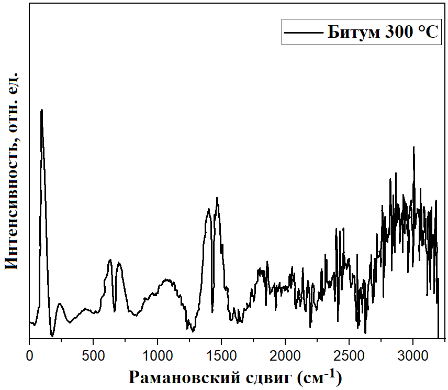 Битум 300 °C
Интенсивность, отн. ед.
0 500 1000 1500 2000 2500 3000
Рамановский сдвиг (см-1)